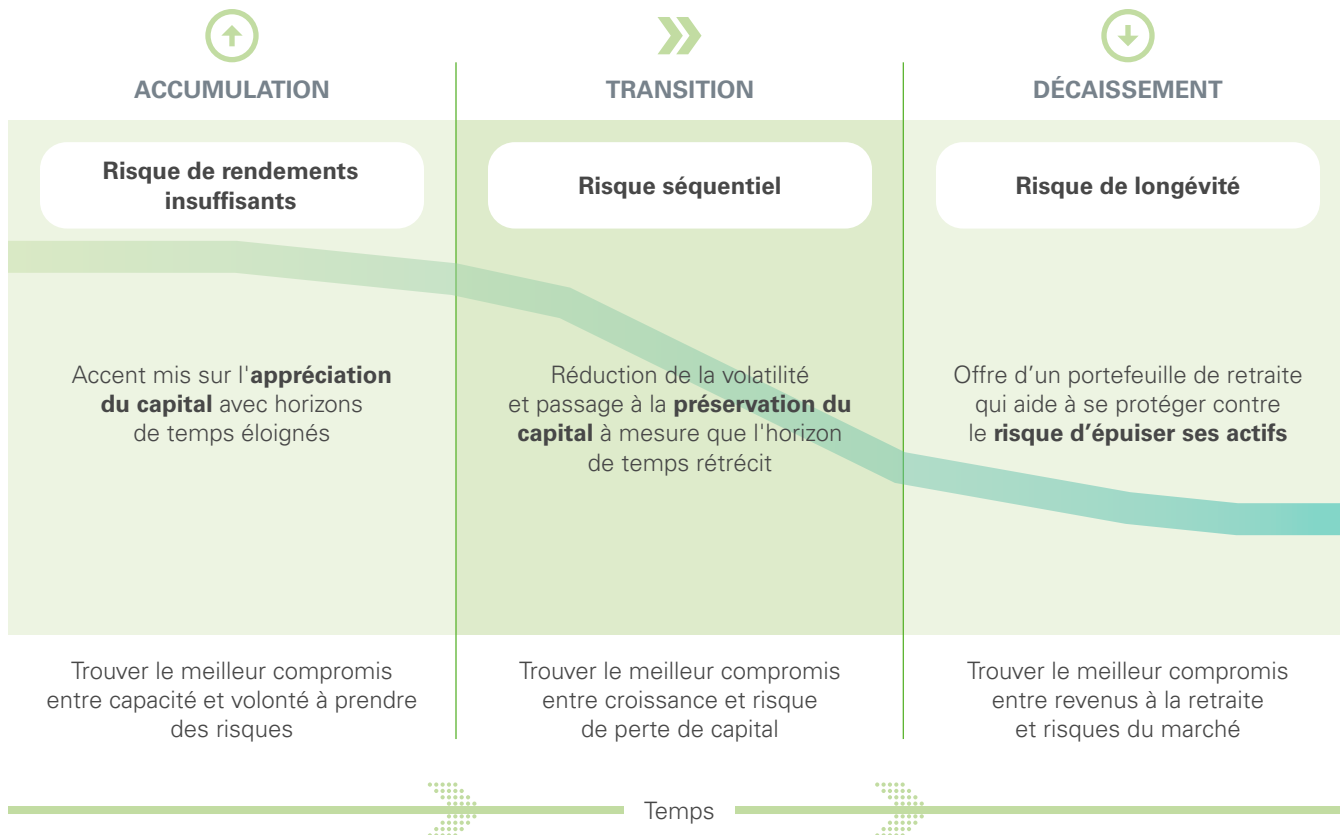 ACCUMULATION
Risque de rendements
insuffisants
Accent mis sur l'appréciation
du capital avec horizons
de temps éloignés
Trouver le meilleur compromis
entre capacité et volonté à prendre
des risques
TRANSITION
Risque séquentiel
Réduction de la volatilité
et passage à la préservation du
capital à mesure que l'horizon
de temps rétrécit
Trouver le meilleur compromis
entre croissance et risque
de perte de capital
DÉCAISSEMENT
Risque de longévité
Offre d’un portefeuille de retraite
qui aide à se protéger contre
le risque d’épuiser ses actifs
Trouver le meilleur compromis
entre revenus à la retraite
et risques du marché
Temps